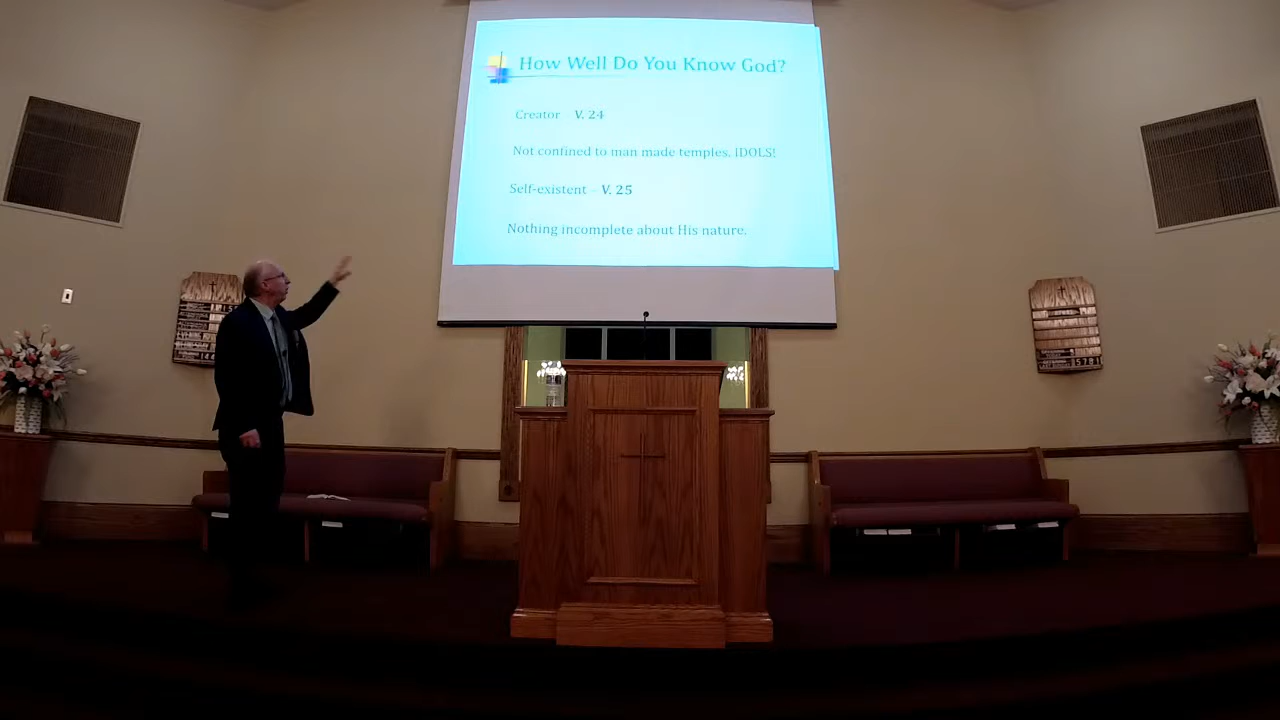 How Well Do You Know God?
Creator – V. 24
Not confined to man made temples, IDOLS!
Self-existent – V. 25
Nothing incomplete about His nature.